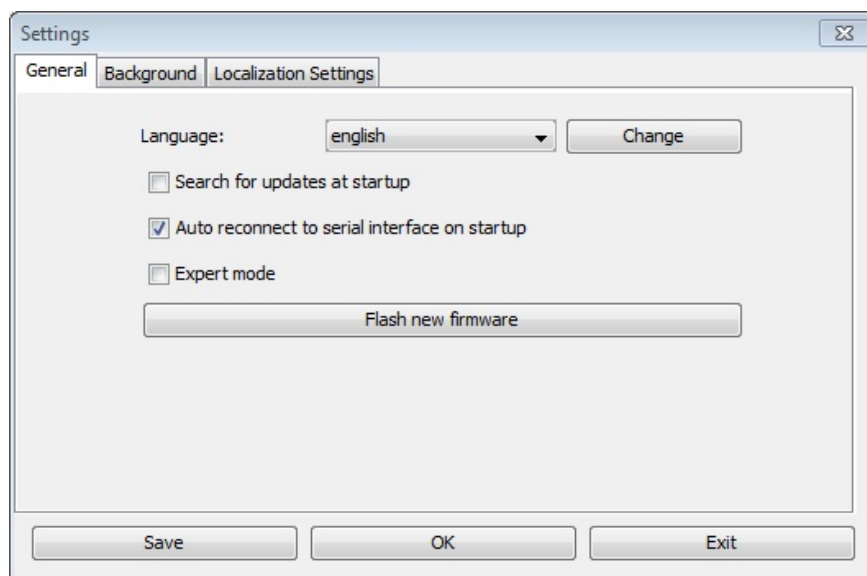 Settings
General Background Localization Settings
Language: english Change
Search for updates at startup
Auto reconnect to serial interface on startup
Expert mode
Flash new firmware
Save OK Exit